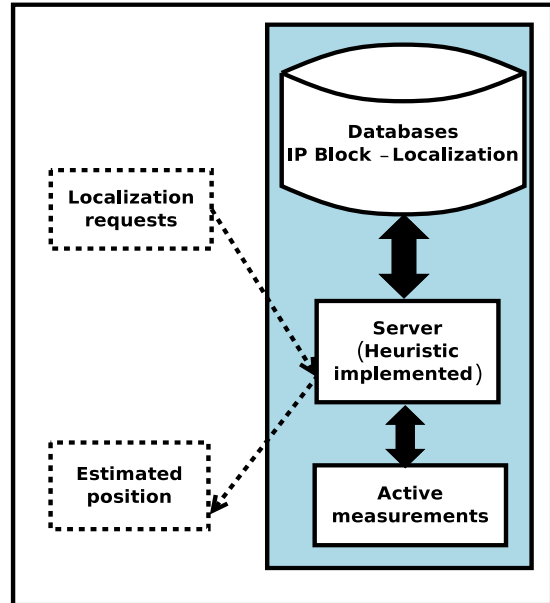 Databases
IP Block – Localization
Localization
requests
Server
(Heuristic
implemented)
Estimated
position
Active
measurements